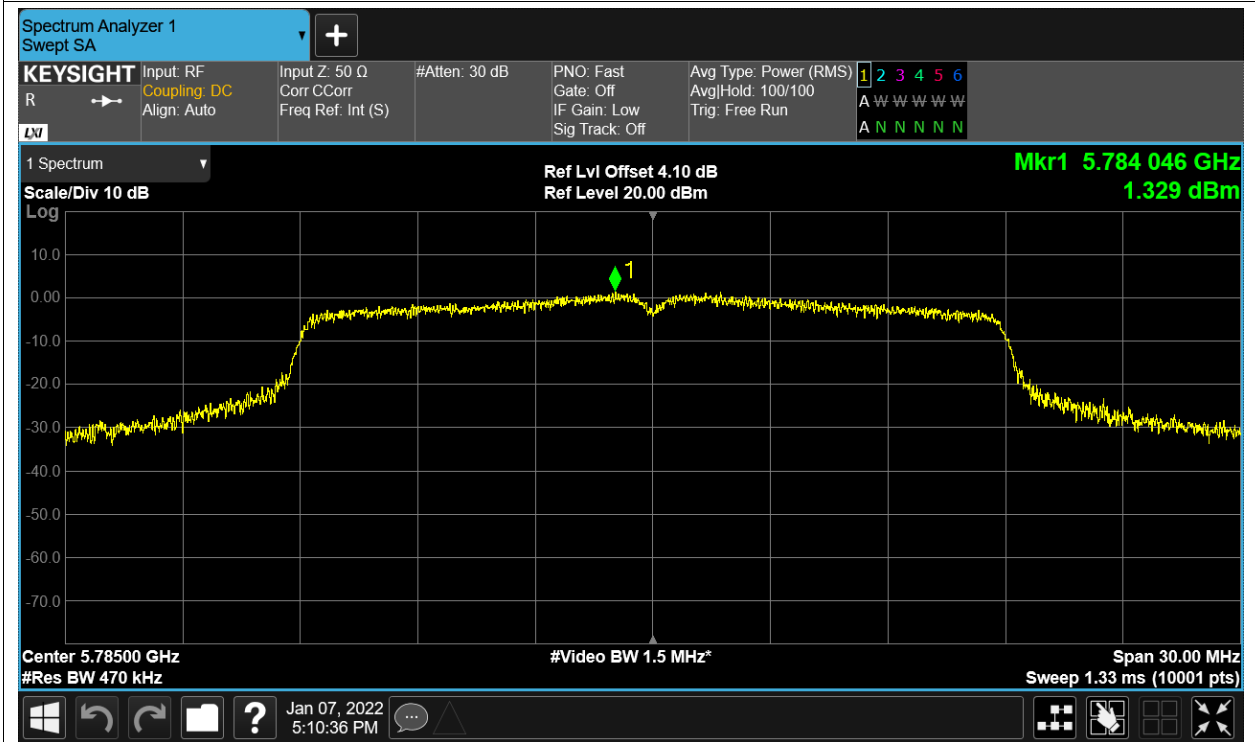 Spectrum Analyzer 1
Swept SA
KEYSIGHT
R
LXI
Input: RF
Coupling: DC
Align: Auto
Input Z: 50 Ω
Corr CCorr
Freq Ref: Int (S)
#Atten: 30 dB
PNO: Fast
Gate: Off
IF Gain: Low
Sig Track: Off
Avg Type: Power (RMS)
Avg|Hold: 100/100
Trig: Free Run
1 2 3 4 5 6
A W W W W W
A N N N N N
1 Spectrum
Scale/Div 10 dB
Ref Lvl Offset 4.10 dB
Ref Level 20.00 dBm
Mkr1 5.784 046 GHz
1.329 dBm
Log
10.0
0.00
-10.0
-20.0
-30.0
-40.0
-50.0
-60.0
-70.0
1
Center 5.78500 GHz
#Res BW 470 kHz
#Video BW 1.5 MHz*
Span 30.00 MHz
Sweep 1.33 ms (10001 pts)
?
Jan 07, 2022
5:10:36 PM